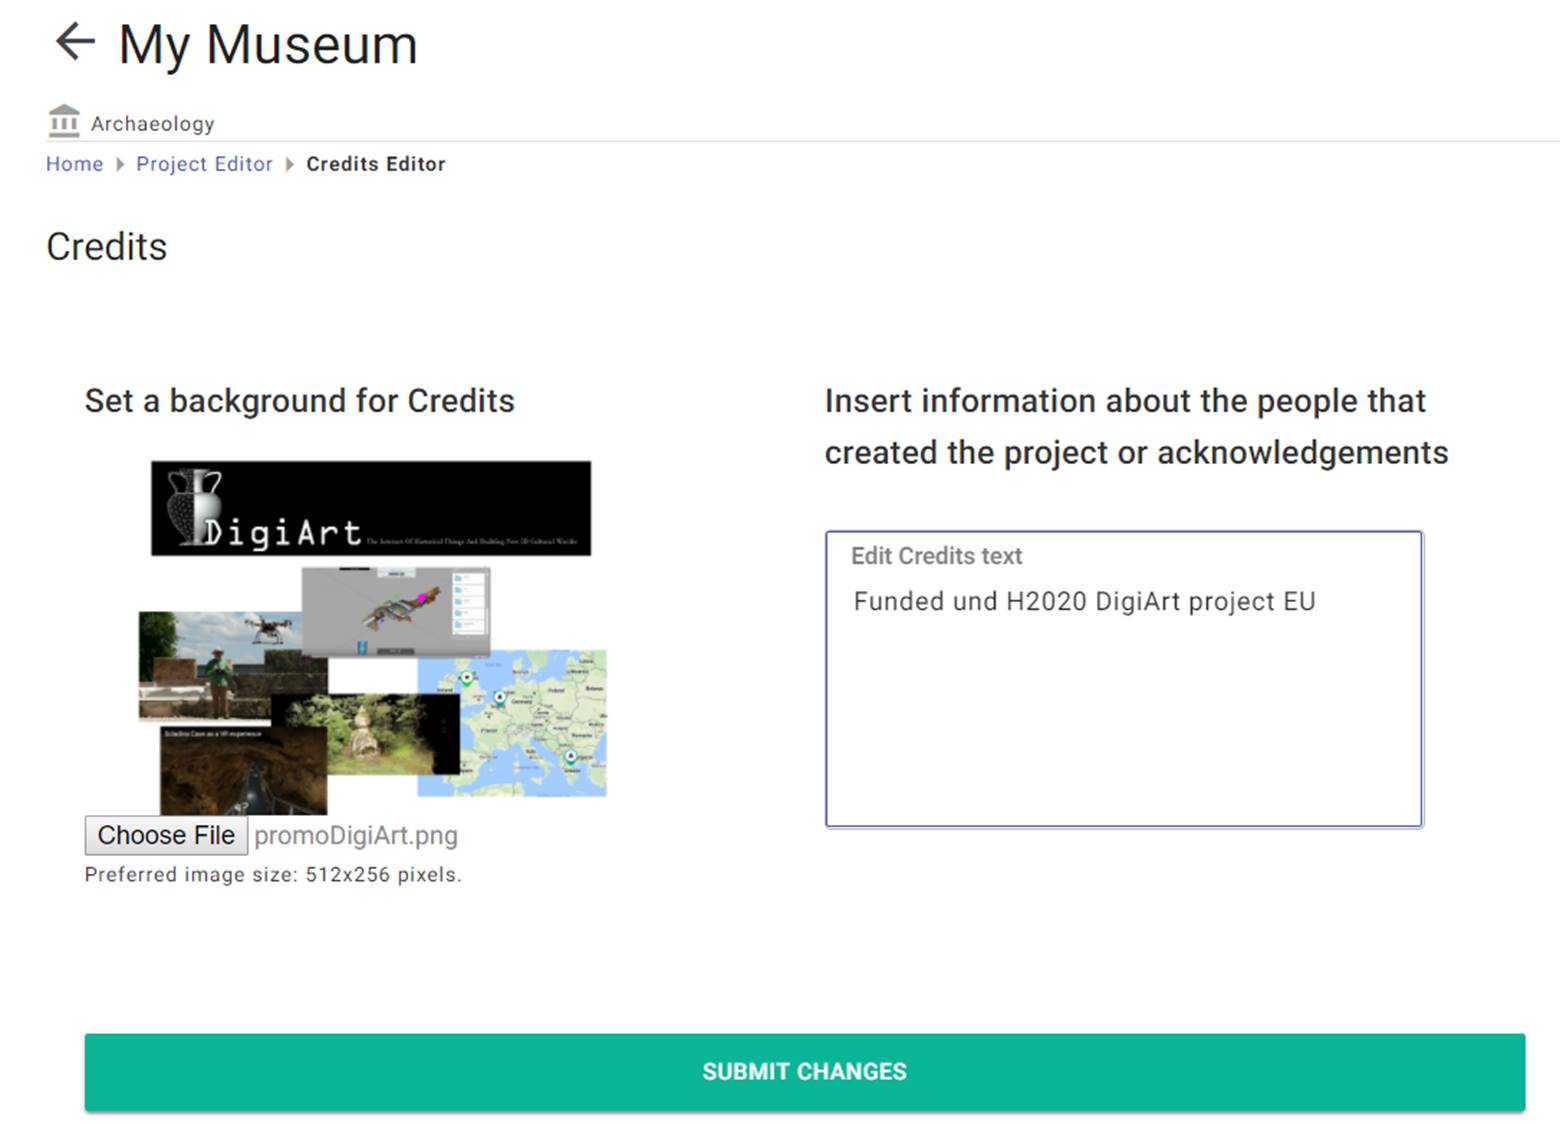 My Museum
Archaeology
Home Project Editor Credits Editor
Credits
Set a background for Credits
DigiArt The Internet Of Historical Things And Building New 3D Cultural Worlds
Scladina Cave as a VR experience
Choose File promoDigiArt.png
Preferred image size: 512x256 pixels.
Insert information about the people that
created the project or acknowledgements
Edit Credits text
Funded und H2020 DigiArt project EU
SUBMIT CHANGES